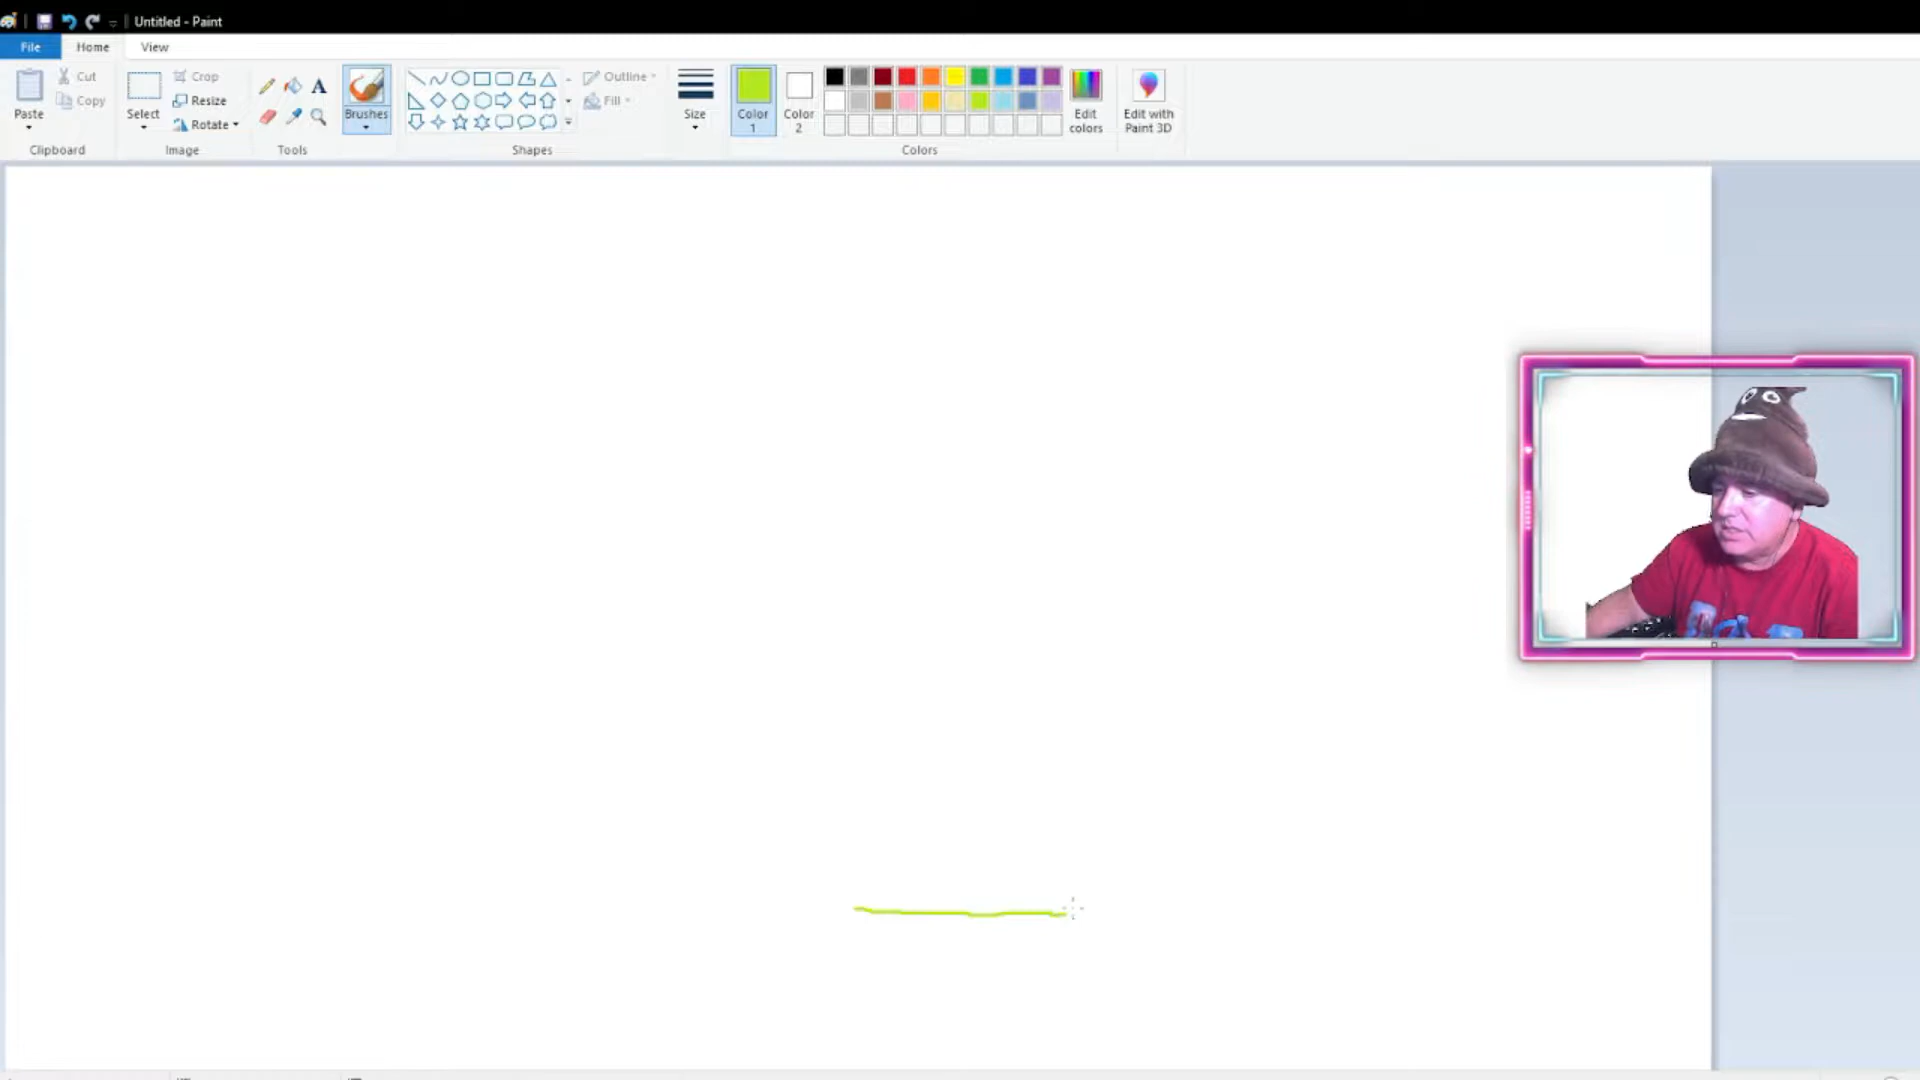 Untitled - Paint
File Home View
Paste
Cut
Copy
Clipboard
Select
Crop
Resize
Rotate
Image
A
Tools
Brushes
Shapes
Outline
Fill
Size
Color 1
Color 2
Colors
Edit colors
Edit with Paint 3D